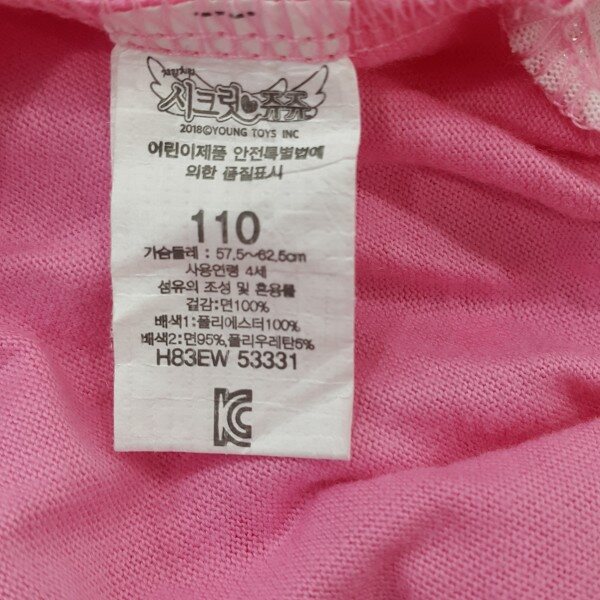 치링치링
시크릿♥쥬쥬
2018©YOUNG TOYS INC
어린이제품 안전특별법에
의한 품질표시
110
가슴둘레 : 57.5~62.5cm
사용연령 4세
섬유의 조성 및 혼용률
겉감:면100%
배색1:폴리에스터100%
배색2:면95%,폴리우레탄5%
H83EW 53331
KC